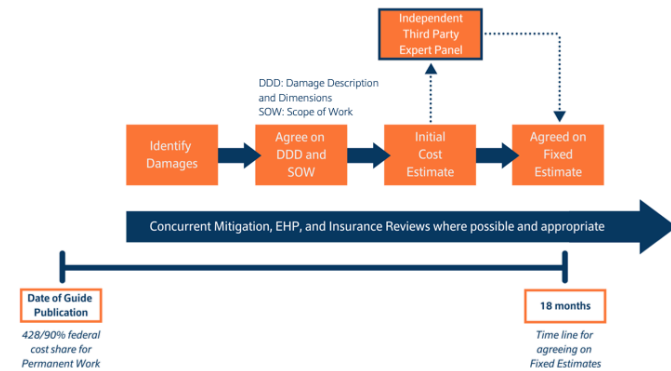 Independent
Third Party
Expert Panel
DDD: Damage Description
and Dimensions
SOW: Scope of Work
Identify
Damages
Agree on
DDD and
SOW
Initial
Cost
Estimate
Agreed on
Fixed
Estimate
Concurrent Mitigation, EHP, and Insurance Reviews where possible and appropriate
Date of Guide
Publication
428/90% federal
cost share for
Permanent Work
18 months
Time line for
agreeing on
Fixed Estimates